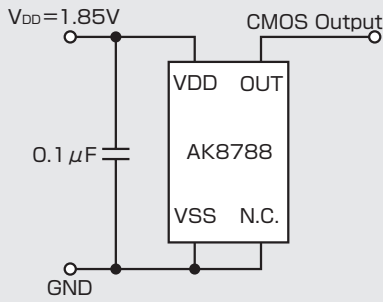 VDD=1.85V
CMOS Output
VDD OUT
0.1μF
AK8788
VSS N.C.
GND